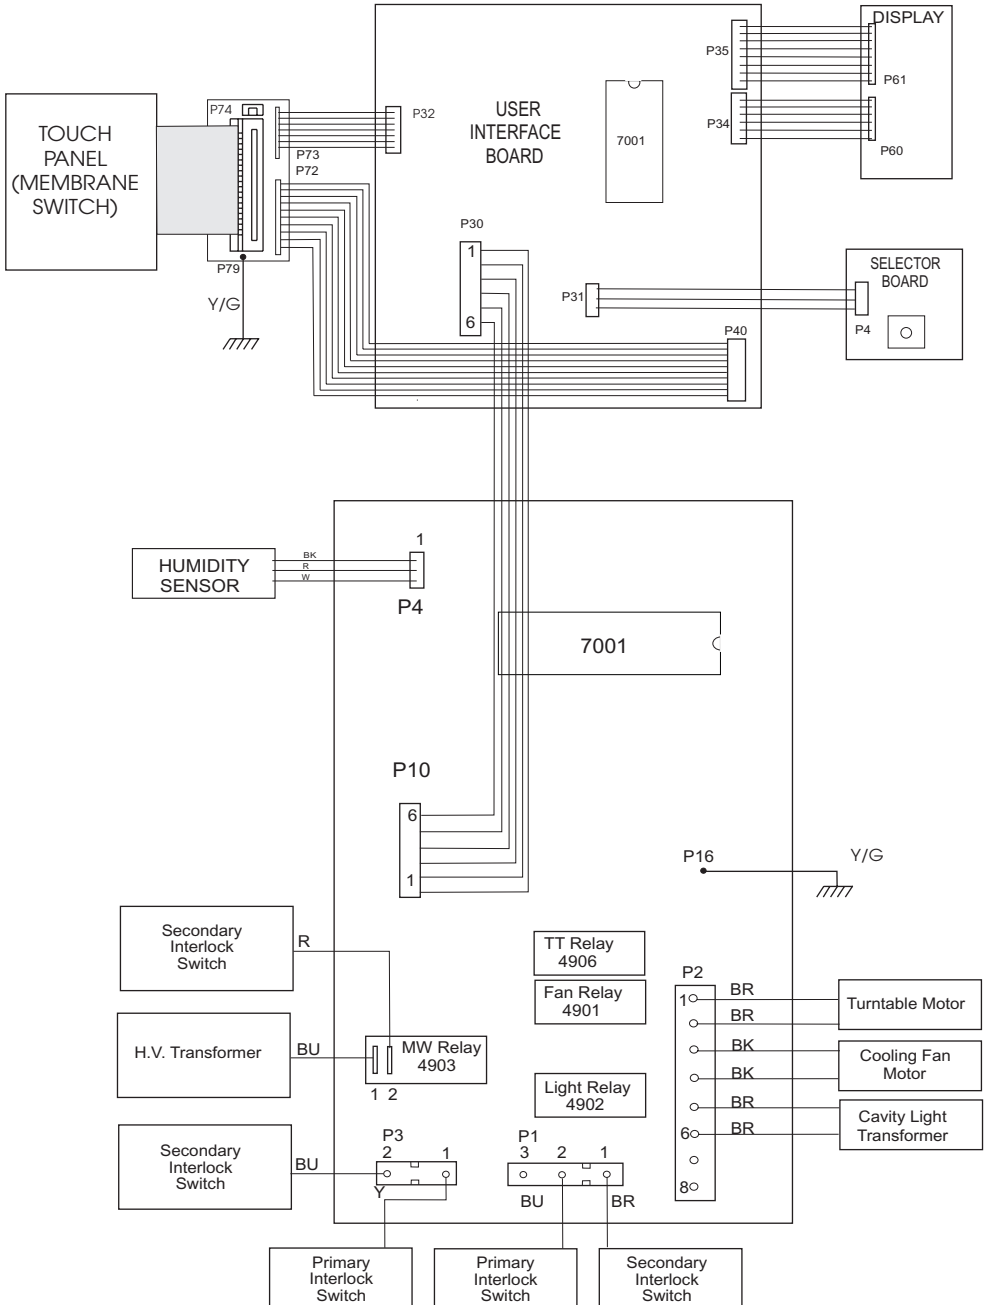 DISPLAY
P35
P61
P74
P32
USER
INTERFACE
BOARD
7001
P34
P60
TOUCH
PANEL
(MEMBRANE
SWITCH)
P73
P72
P30
1
6
P79
Y/G
SELECTOR
BOARD
P31
P4
P40
HUMIDITY
SENSOR
BK
R
W
1
P4
7001
P10
6
1
P16
Y/G
Secondary
Interlock
Switch
R
TT Relay
4906
Fan Relay
4901
P2
1
BR
BR
Turntable Motor
H.V. Transformer
BU
MW Relay
4903
1 2
BK
BK
Cooling Fan
Motor
Light Relay
4902
BR
6
BR
Cavity Light
Transformer
8
Secondary
Interlock
Switch
BU
P3
2 1
Y
P1
3 2 1
BU
BR
Primary
Interlock
Switch
Primary
Interlock
Switch
Secondary
Interlock
Switch